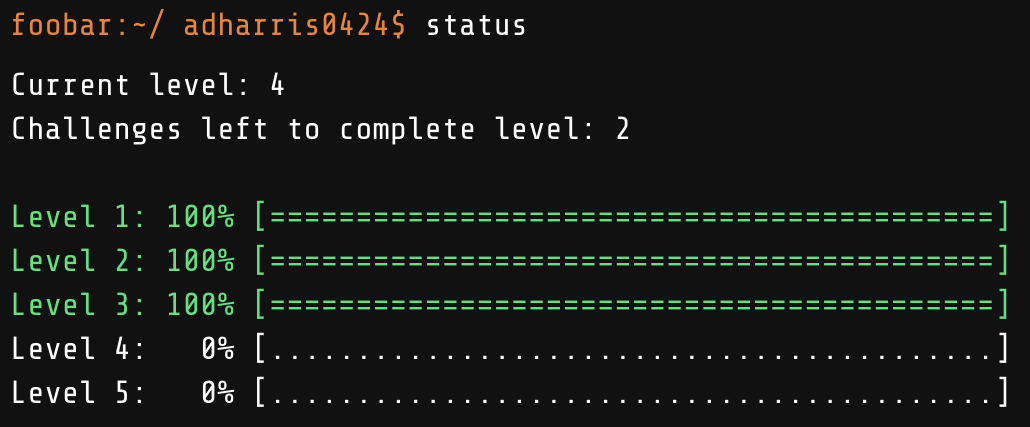 foobar:~/ adharris0424$ status
Current level: 4
Challenges left to complete level: 2
Level 1: 100% [==========================================]
Level 2: 100% [==========================================]
Level 3: 100% [==========================================]
Level 4:   0% [..........................................]
Level 5:   0% [..........................................]